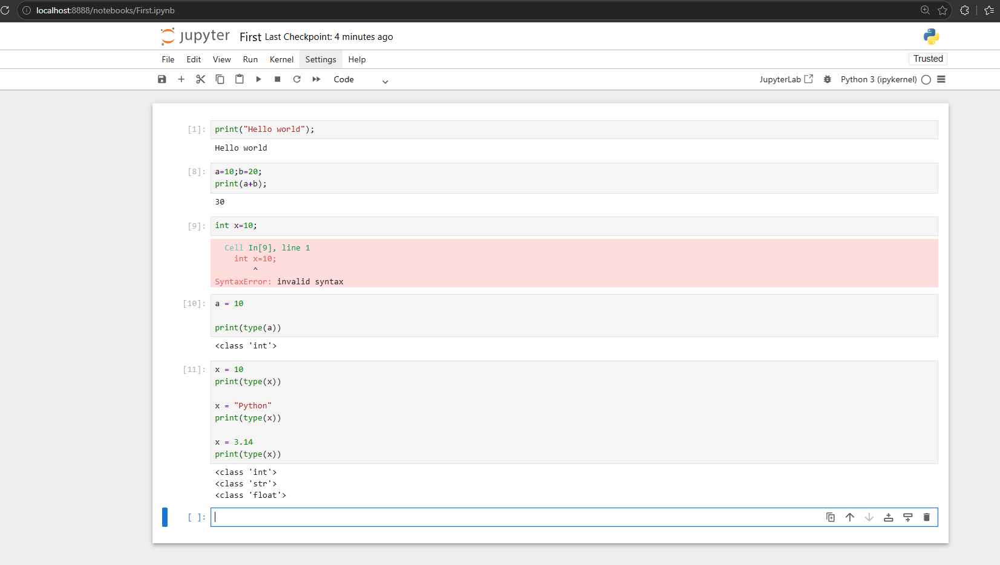 localhost:8888/notebooks/First.ipynb
jupyter First Last Checkpoint: 4 minutes ago
File Edit View Run Kernel Settings Help Trusted
Code JupyterLab Python 3 (ipykernel)
[1]: print("Hello world");
Hello world
[8]: a=10;b=20;
print(a+b);
30
[9]: int x=10;
Cell In[9], line 1
int x=10;
^
SyntaxError: invalid syntax
[10]: a = 10
print(type(a))
<class 'int'>
[11]: x = 10
print(type(x))
x = "Python"
print(type(x))
x = 3.14
print(type(x))
<class 'int'>
<class 'str'>
<class 'float'>
[ ]: